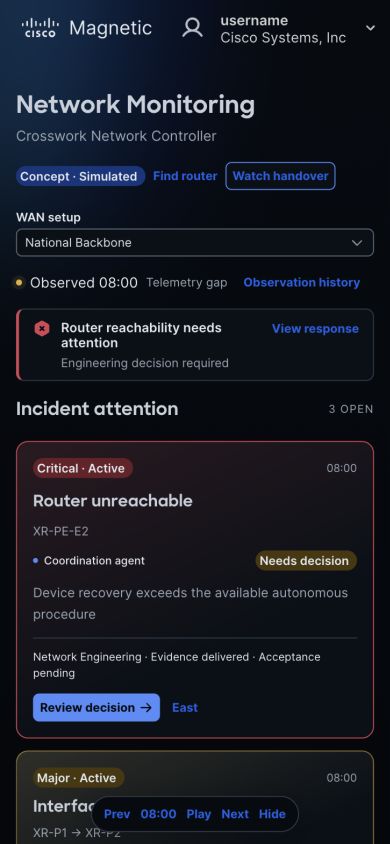 CISCO Magnetic
username
Cisco Systems, Inc
Network Monitoring
Crosswork Network Controller
Concept · Simulated Find router Watch handover
WAN setup
National Backbone
Observed 08:00 Telemetry gap Observation history
Router reachability needs
attention
View response
Engineering decision required
Incident attention 3 OPEN
Critical · Active 08:00
Router unreachable
XR-PE-E2
Coordination agent Needs decision
Device recovery exceeds the available autonomous
procedure
Network Engineering · Evidence delivered · Acceptance
pending
Review decision → East
Major · Active 08:00
Interfac
Prev 08:00 Play Next Hide
XR-P1 → XR-P2